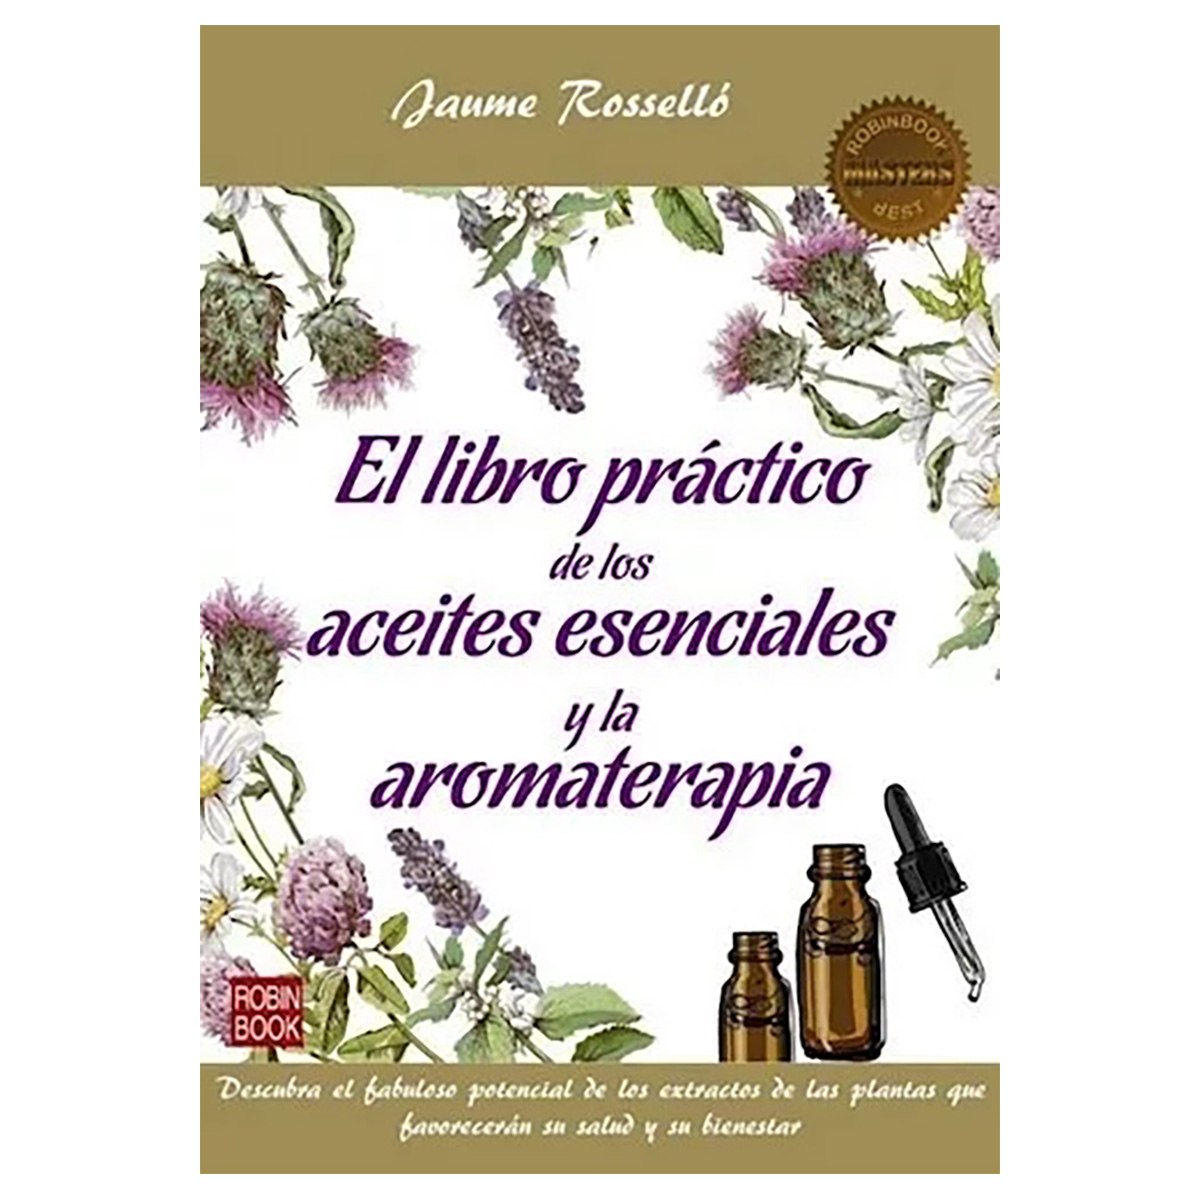 Jaume Rosselló
ROBINBOOK
MASTERS
BEST
El libro práctico
de los
aceites esenciales
y la
aromaterapia
ROBIN
BOOK
Descubra el fabuloso potencial de los extractos de las plantas que
favorecerán su salud y su bienestar